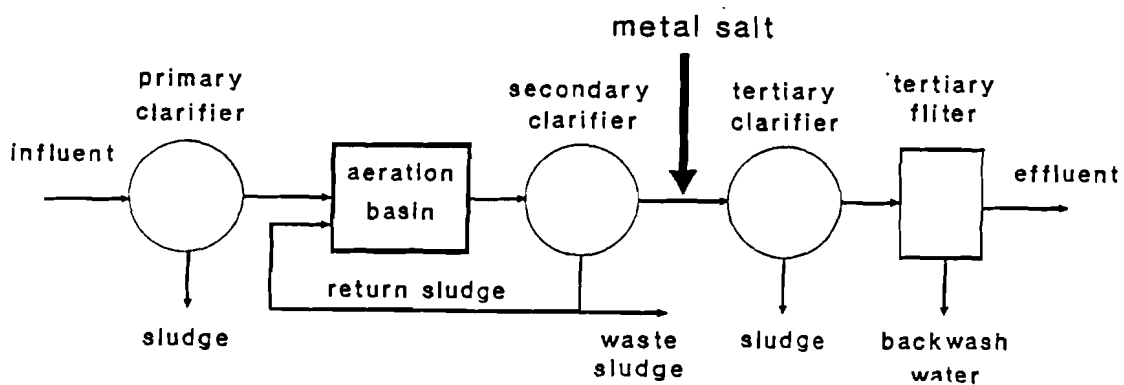 metal salt
primary
clarifier
secondary
clarifier
tertiary
clarifier
tertiary
fliter
influent
aeration
basin
effluent
return sludge
sludge
waste
sludge
sludge
backwash
water